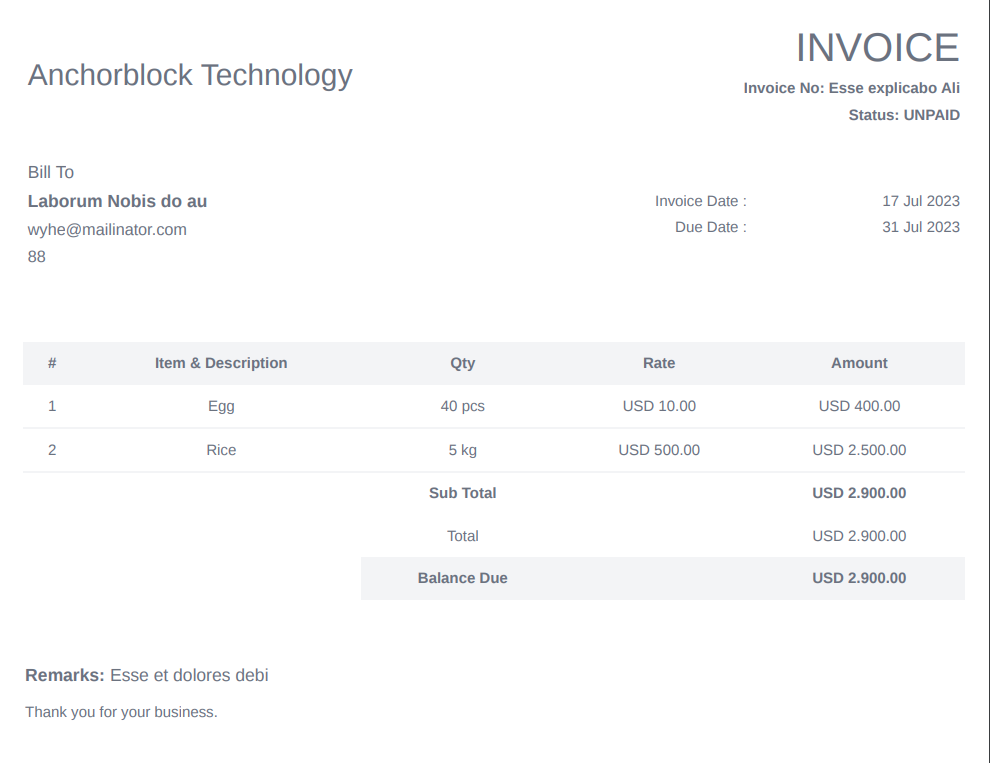 INVOICE
Anchorblock Technology
Invoice No: Esse explicabo Ali
Status: UNPAID
Bill To
Laborum Nobis do au
wyhe@mailinator.com
88
Invoice Date : 17 Jul 2023
Due Date : 31 Jul 2023
# Item & Description Qty Rate Amount
1 Egg 40 pcs USD 10.00 USD 400.00
2 Rice 5 kg USD 500.00 USD 2.500.00
Sub Total USD 2.900.00
Total USD 2.900.00
Balance Due USD 2.900.00
Remarks: Esse et dolores debi
Thank you for your business.